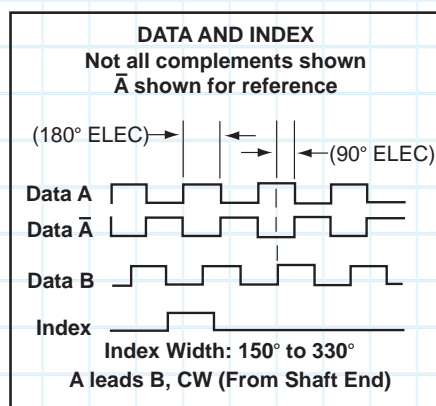 DATA AND INDEX
Not all complements shown
A̅ shown for reference
(180° ELEC)
(90° ELEC)
Data A
Data A̅
Data B
Index
Index Width: 150° to 330°
A leads B, CW (From Shaft End)